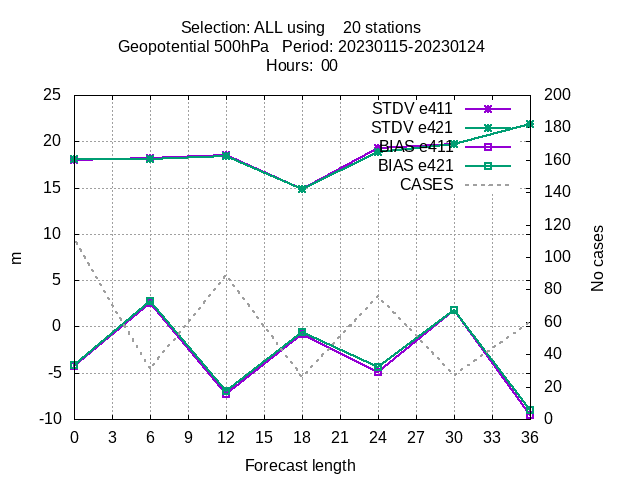 Selection: ALL using    20 stations
Geopotential 500hPa   Period: 20230115-20230124
Hours:  00
25
20
15
10
5
0
-5
-10
m
200
180
160
140
120
100
80
60
40
20
0
No cases
STDV e411
STDV e421
BIAS e411
BIAS e421
CASES
0 3 6 9 12 15 18 21 24 27 30 33 36
Forecast length